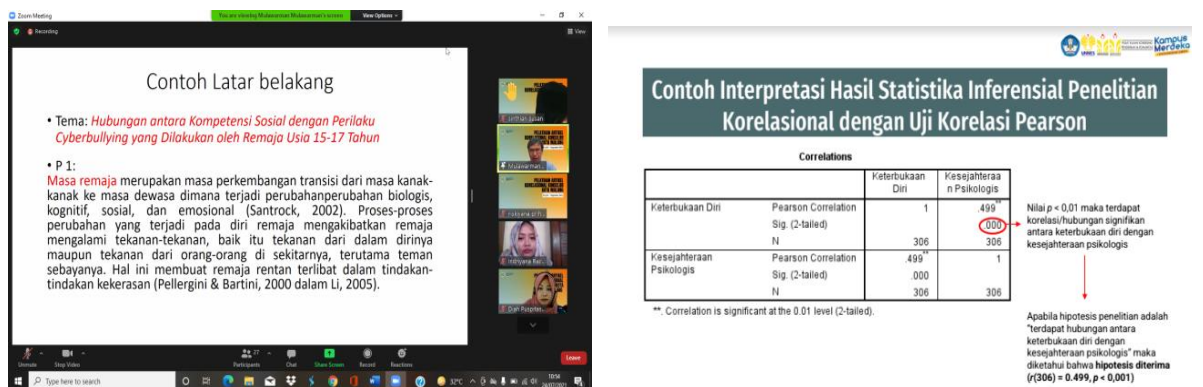 Zoom Meeting
You are viewing Mulawarman Mulawarman's screen
View Options
Recording
View
Contoh Latar belakang
• Tema: Hubungan antara Kompetensi Sosial dengan Perilaku
Cyberbullying yang Dilakukan oleh Remaja Usia 15-17 Tahun
• P 1:
Masa remaja merupakan masa perkembangan transisi dari masa kanak-
kanak ke masa dewasa dimana terjadi perubahanperubahan biologis,
kognitif, sosial, dan emosional (Santrock, 2002). Proses-proses
perubahan yang terjadi pada diri remaja mengakibatkan remaja
mengalami tekanan-tekanan, baik itu tekanan dari dalam dirinya
maupun tekanan dari orang-orang di sekitarnya, terutama teman
sebayanya. Hal ini membuat remaja rentan terlibat dalam tindakan-
tindakan kekerasan (Pellergini & Bartini, 2000 dalam Li, 2005).
Mulawarman
Unmute
Stop Video
27
Participants
Chat
Share Screen
Record
Reactions
Leave
Type here to search
32°C
10:54
Kampus
Merdeka
Contoh Interpretasi Hasil Statistika Inferensial Penelitian
Korelasional dengan Uji Korelasi Pearson
Correlations
Keterbukaan Diri
Kesejahteraa n Psikologis
Keterbukaan Diri Pearson Correlation 1 .499**
Sig. (2-tailed) .000
N 306 306
Kesejahteraan Psikologis Pearson Correlation .499** 1
Sig. (2-tailed) .000
N 306 306
**. Correlation is significant at the 0.01 level (2-tailed).
Nilai p < 0,01 maka terdapat
korelasi/hubungan signifikan
antara keterbukaan diri dengan
kesejahteraan psikologis
Apabila hipotesis penelitian adalah
"terdapat hubungan antara
keterbukaan diri dengan
kesejahteraan psikologis" maka
diketahui bahwa hipotesis diterima
(r(306) = 0.499, p < 0,001)